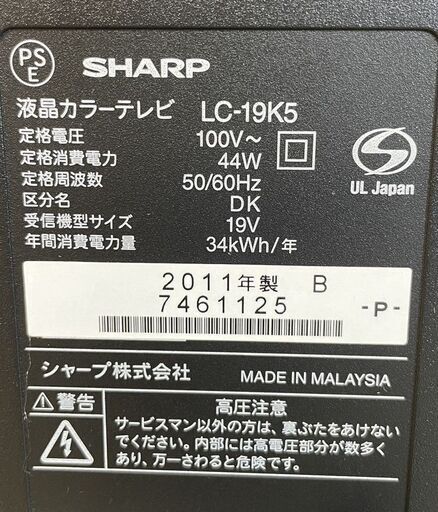 PS
E
SHARP
液晶カラーテレビ LC-19K5
定格電圧 100V～
定格消費電力 44W
定格周波数 50/60Hz
区分名 DK
受信機型サイズ 19V
年間消費電力量 34kWh/年
S
UL Japan
2011年製 B
7461125
-P-
シャープ株式会社 MADE IN MALAYSIA
⚠警告 高圧注意
サービスマン以外の方は、裏ぶたをあけない
でください。内部には高電圧部分が数多く
あり、万一さわると危険です。